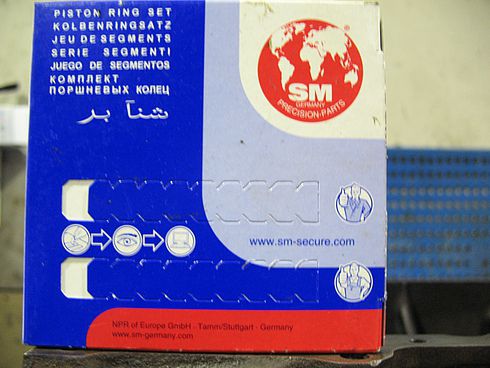 PISTON RING SET
KOLBENRINGSATZ
JEU DE SEGMENTS
SERIE SEGMENTI
JUEGO DE SEGMENTOS
КОМПЛЕКТ
ПОРШНЕВЫХ КОЛЕЦ
شنآ بر
SM
GERMANY
PRECISION-PARTS
www.sm-secure.com
NPR of Europe GmbH · Tamm/Stuttgart · Germany
www.sm-germany.com